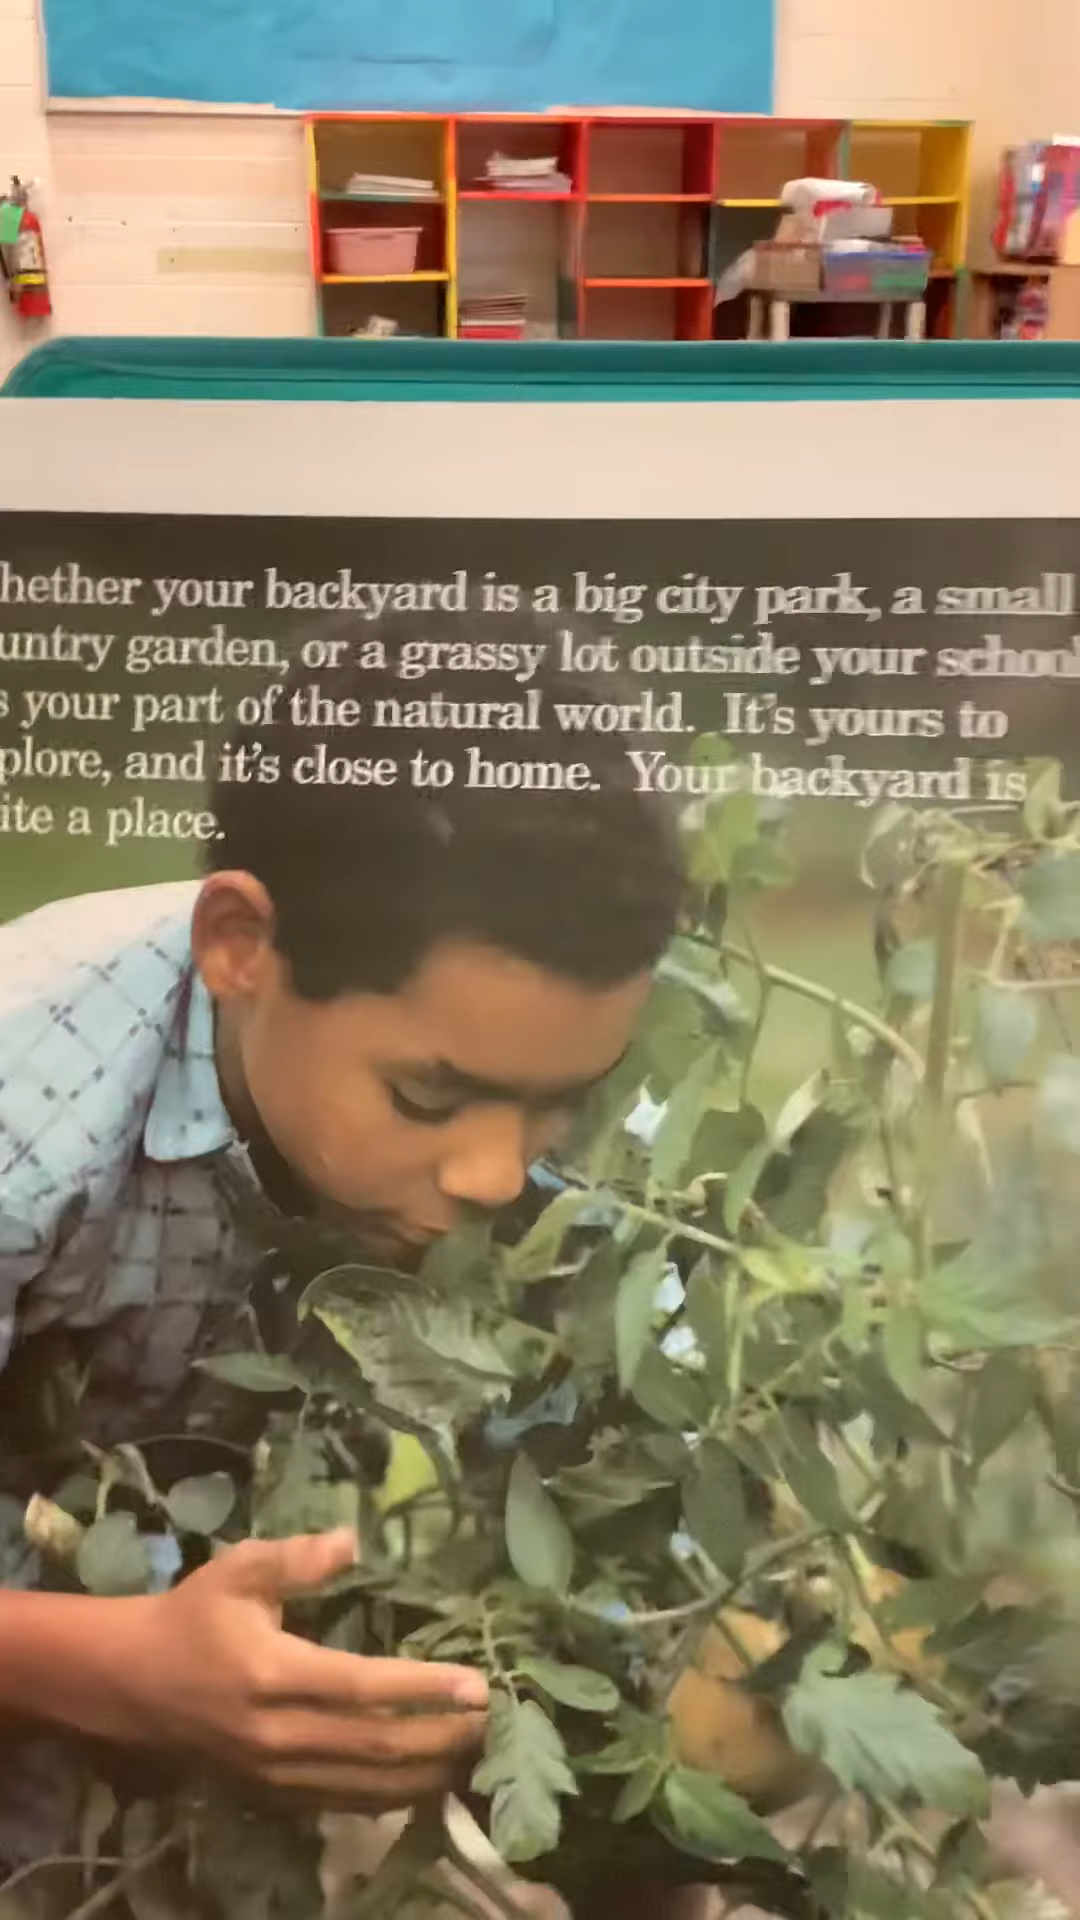 hether your backyard is a big city park, a small
untry garden, or a grassy lot outside your school
s your part of the natural world. It's yours to
plore, and it's close to home. Your backyard is
ite a place.